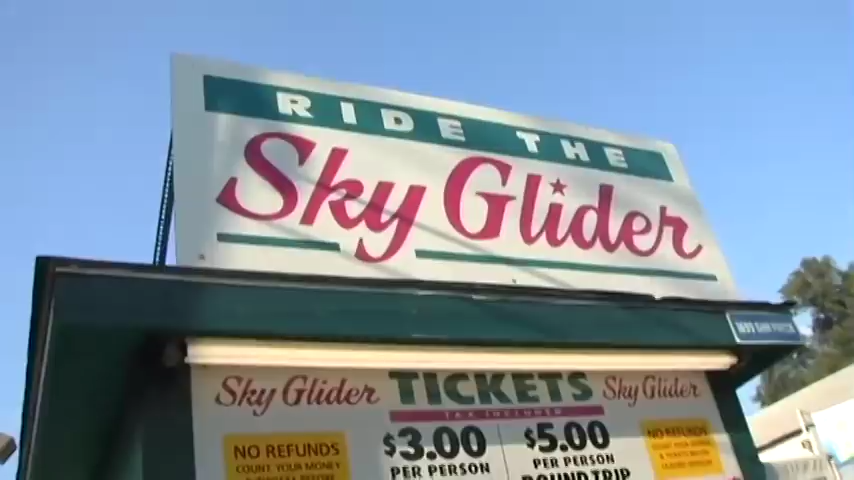 RIDE THE
Sky Glider
Sky Glider TICKETS Sky Glider
TAX INCLUDED
$3.00 $5.00
PER PERSON PER PERSON
ROUND TRIP
NO REFUNDS NO REFUNDS
COUNT YOUR MONEY